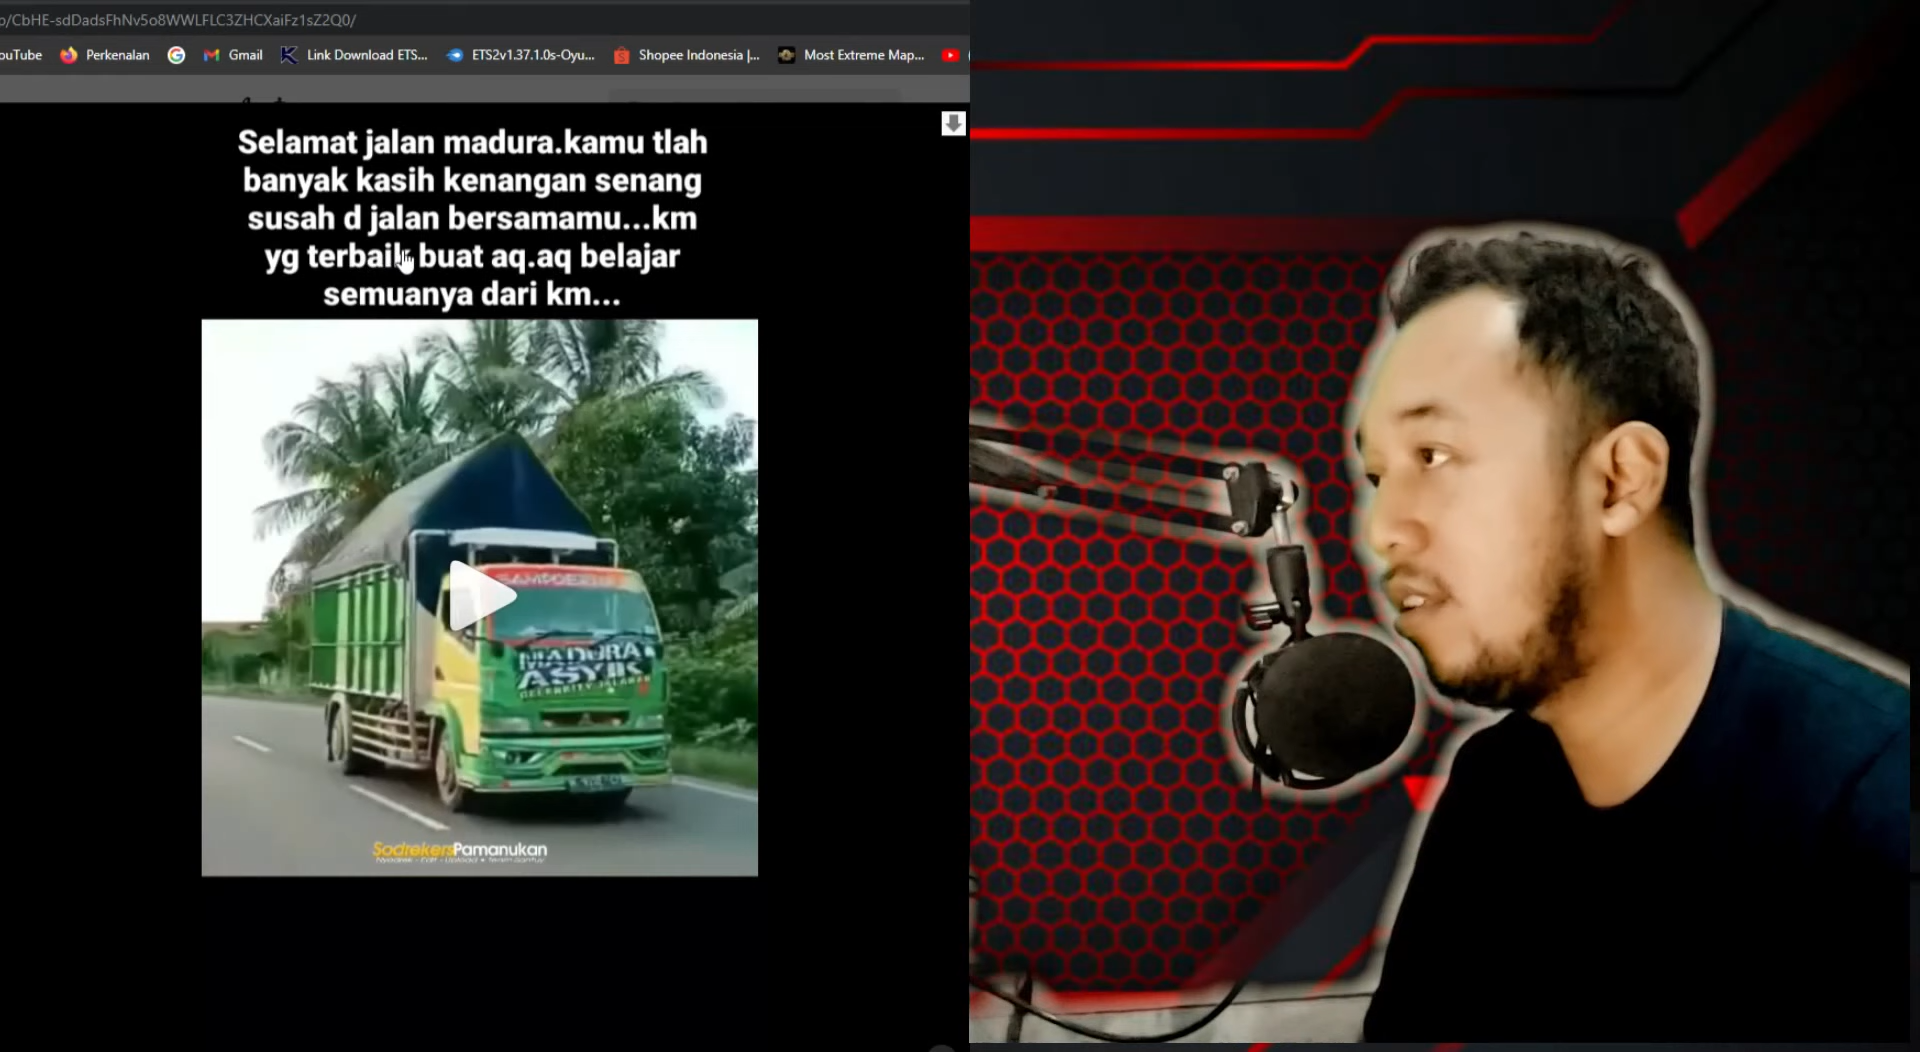 p/CbHE-sdDadsFhNv5o8WWLFLC3ZHCXaiFz1sZ2Q0/
ouTube Perkenalan Gmail Link Download ETS... ETS2v1.37.1.0s-Oyu... Shopee Indonesia |... Most Extreme Map...
Selamat jalan madura.kamu tlah
banyak kasih kenangan senang
susah d jalan bersamamu...km
yg terbaik buat aq.aq belajar
semuanya dari km...
MADURA
ASYIK
CELEBRITY JALANAN
SodrekersPamanukan